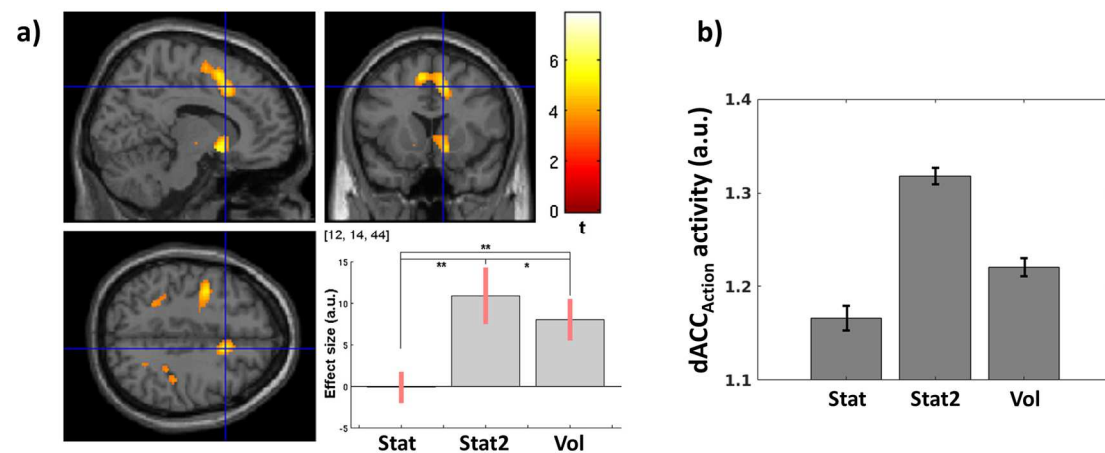 a)
6
4
2
0
t
[12, 14, 44]
**
**
*
Effect size (a.u.)
15
10
5
0
-5
Stat Stat2 Vol
b)
dACCAction activity (a.u.)
1.4
1.3
1.2
1.1
Stat Stat2 Vol